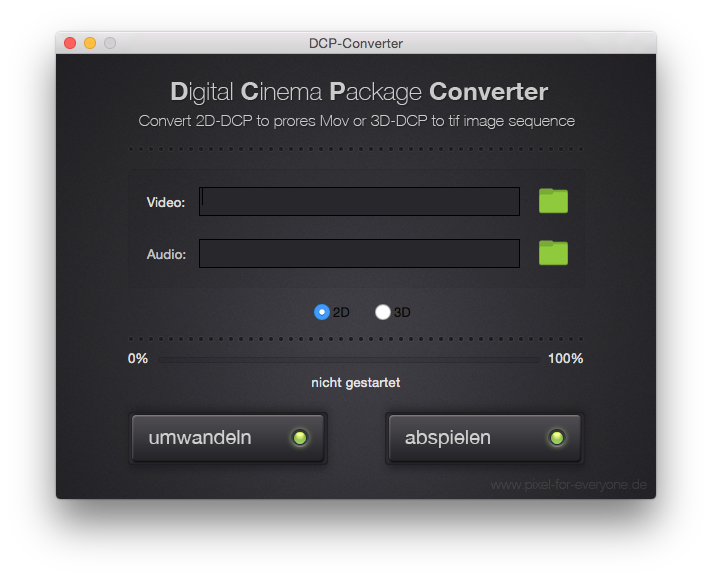 DCP-Converter
Digital Cinema Package Converter
Convert 2D-DCP to prores Mov or 3D-DCP to tif image sequence
Video:
Audio:
2D 3D
0% 100%
nicht gestartet
umwandeln abspielen
www.pixel-for-everyone.de